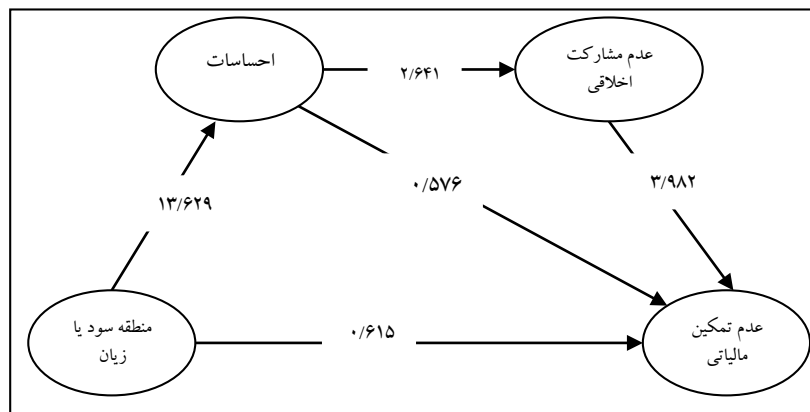 احساسات
عدم مشارکت
اخلاقی
۲/۶۴۱
۱۳/۶۲۹
۰/۵۷۶
۳/۹۸۲
منطقه سود یا
زیان
۰/۶۱۵
عدم تمکین
مالیاتی